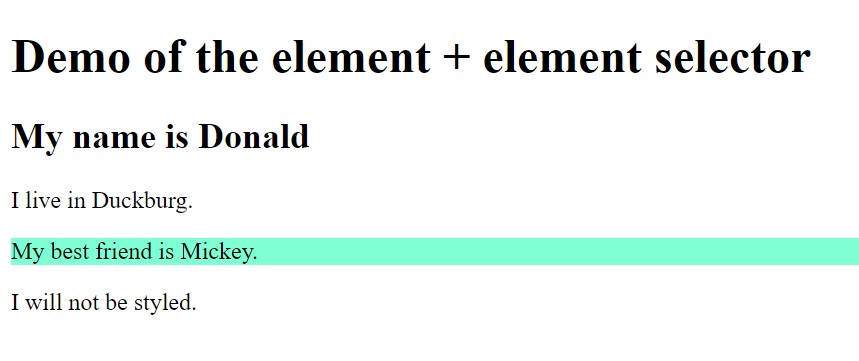 Demo of the element + element selector
My name is Donald
I live in Duckburg.
My best friend is Mickey.
I will not be styled.